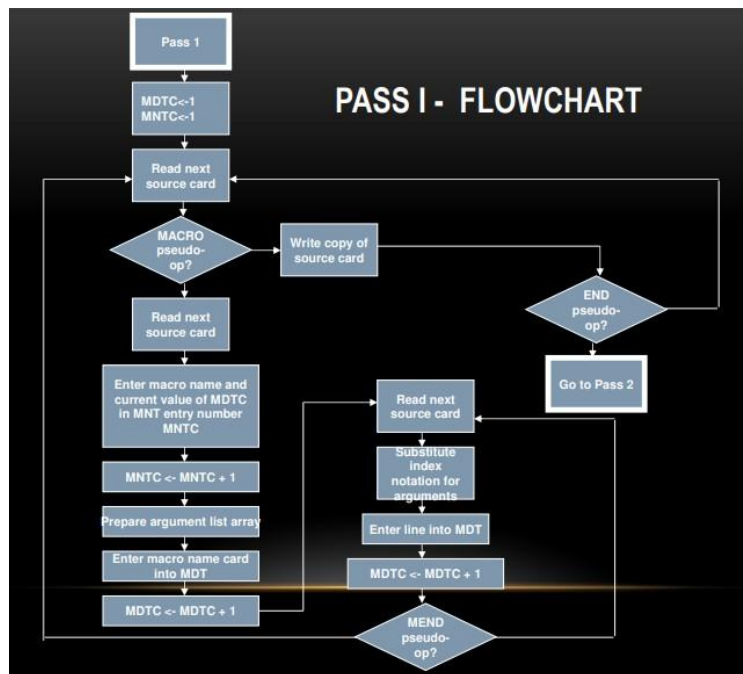 Pass 1
PASS I - FLOWCHART
MDTC<-1
MNTC<-1
Read next
source card
MACRO
pseudo-
op?
Write copy of
source card
END
pseudo-
op?
Go to Pass 2
Read next
source card
Enter macro name and
current value of MDTC
in MNT entry number
MNTC
MNTC <- MNTC + 1
Prepare argument list array
Enter macro name card
into MDT
MDTC <- MDTC + 1
Read next
source card
Substitute
index
notation for
arguments
Enter line into MDT
MDTC <- MDTC + 1
MEND
pseudo-
op?